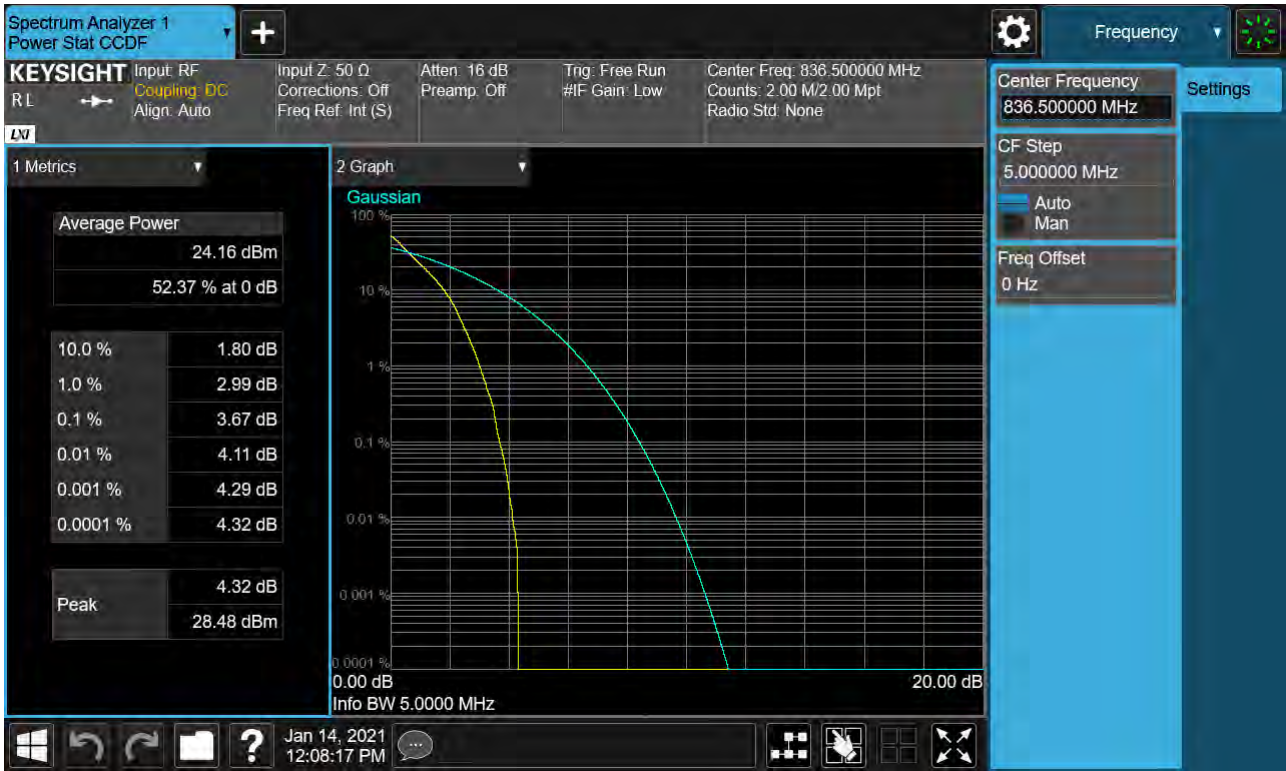 Spectrum Analyzer 1
Power Stat CCDF
Frequency
KEYSIGHT
RL
LXI
Input: RF
Coupling: DC
Align: Auto
Input Z: 50 Ω
Corrections: Off
Freq Ref: Int (S)
Atten: 16 dB
Preamp: Off
Trig: Free Run
#IF Gain: Low
Center Freq: 836.500000 MHz
Counts: 2.00 M/2.00 Mpt
Radio Std: None
Center Frequency
836.500000 MHz
Settings
CF Step
5.000000 MHz
Auto
Man
Freq Offset
0 Hz
1 Metrics
Average Power
24.16 dBm
52.37 % at 0 dB
10.0 % 1.80 dB
1.0 % 2.99 dB
0.1 % 3.67 dB
0.01 % 4.11 dB
0.001 % 4.29 dB
0.0001 % 4.32 dB
Peak
4.32 dB
28.48 dBm
2 Graph
Gaussian
100 %
10 %
1 %
0.1 %
0.01 %
0.001 %
0.0001 %
0.00 dB 20.00 dB
Info BW 5.0000 MHz
?
Jan 14, 2021
12:08:17 PM